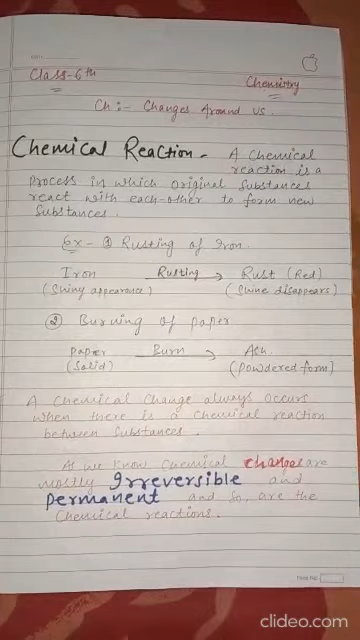 Class-6th
Chemistry
Ch:- Changes Around Us.
Chemical Reaction- A Chemical
reaction is a
process in which original substances
react with each-other to form new
substances.
Ex- ① Rusting of Iron.
Iron Rusting → Rust (Red)
(Shiny appearance) (Shine disappears)
② Burning of paper
Paper Burn → Ash
(Solid) (Powdered form)
A Chemical Change always occurs
when there is a chemical reaction
between substances.
As we know chemical changes are
mostly Irreversible and
permanent and so, are the
Chemical reactions.
clideo.com